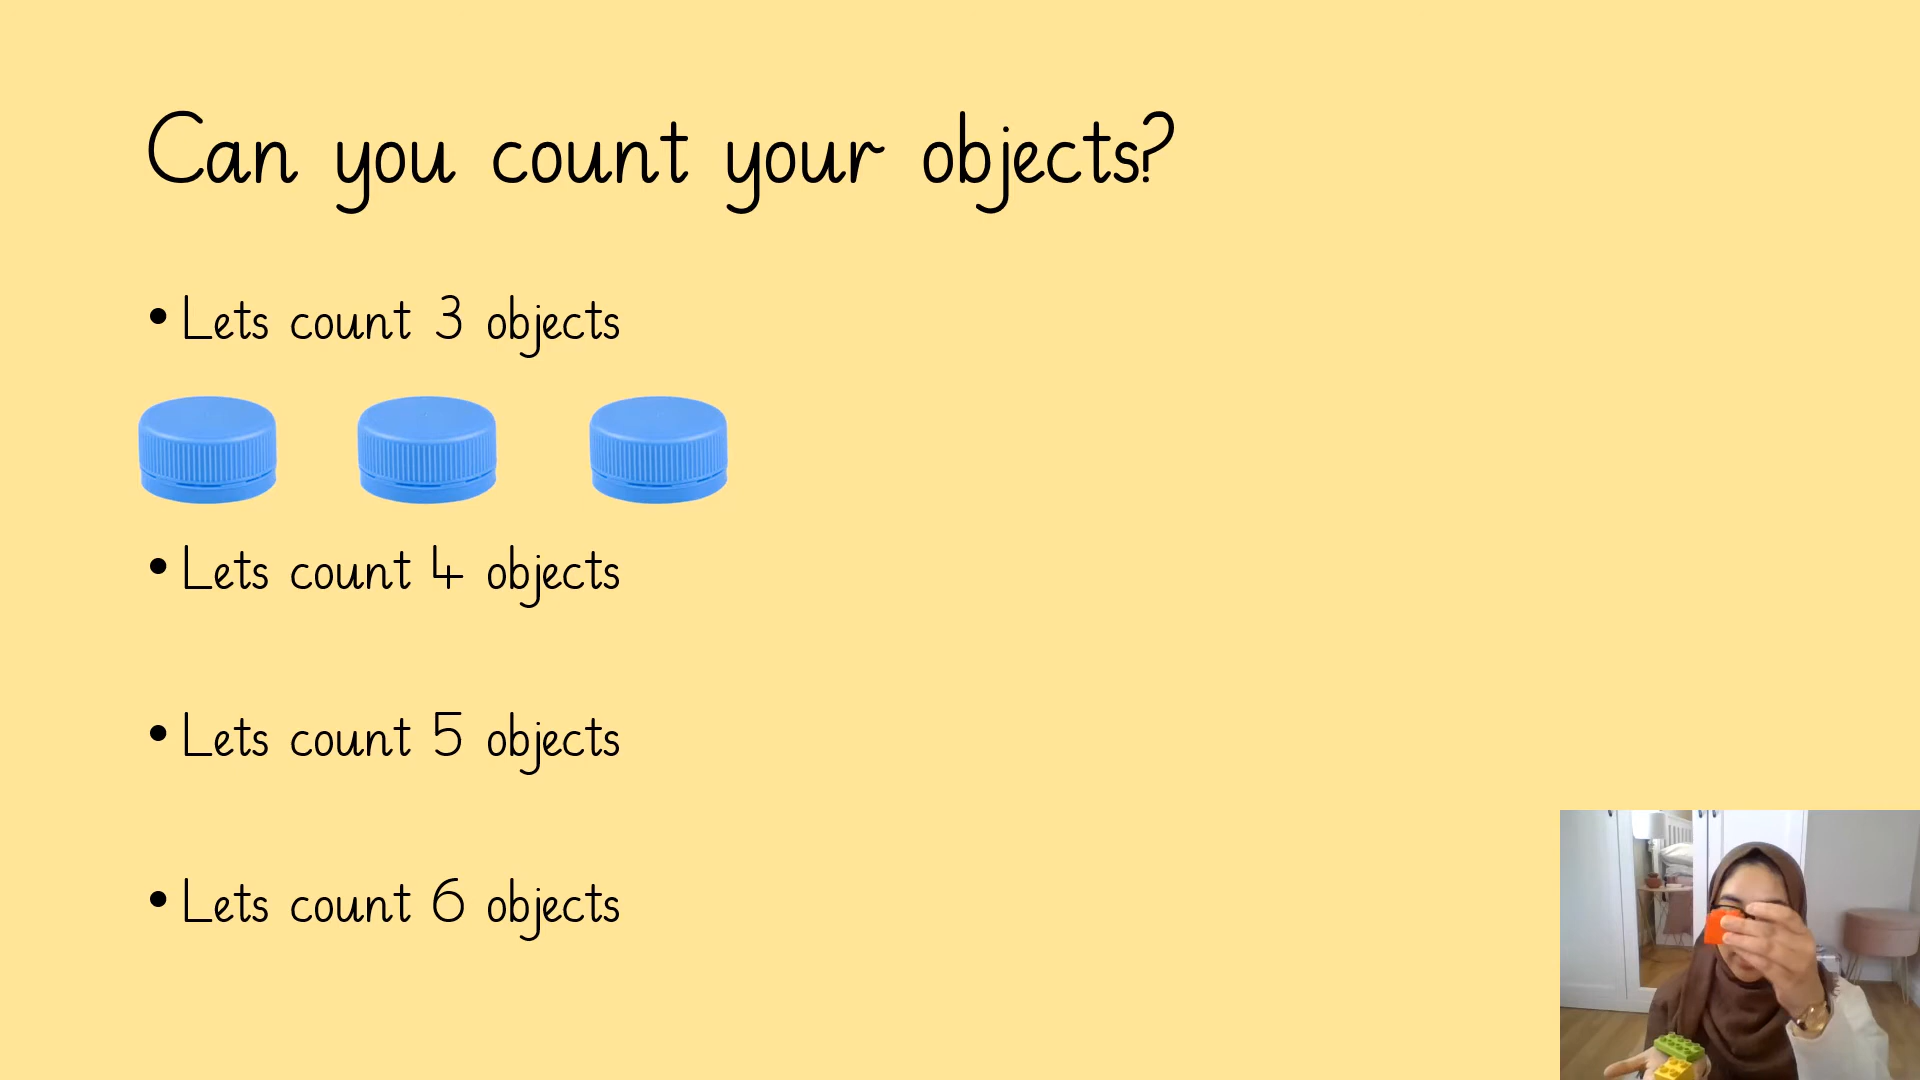 Can you count your objects?
• Lets count 3 objects
• Lets count 4 objects
• Lets count 5 objects
• Lets count 6 objects